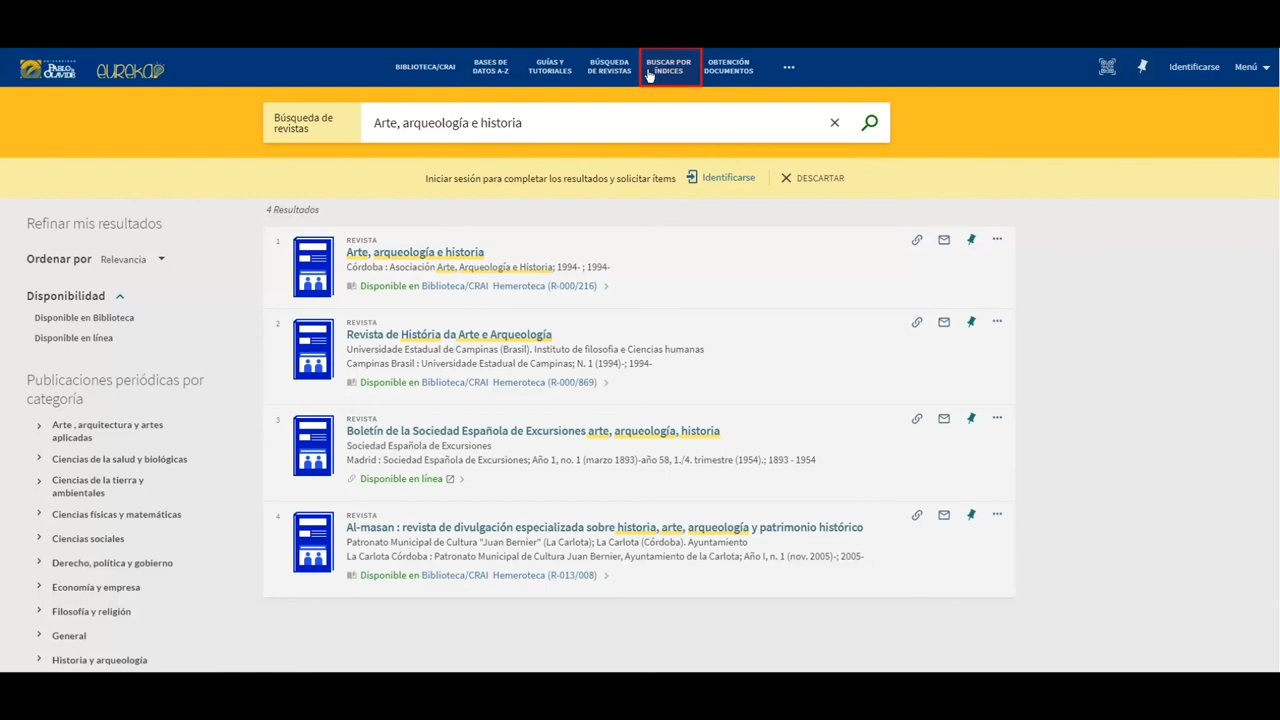 UNIVERSIDAD
PABLO DE
OLAVIDE
eureka
BIBLIOTECA/CRAI
BASES DE
DATOS A-Z
GUÍAS Y
TUTORIALES
BÚSQUEDA
DE REVISTAS
BUSCAR POR
ÍNDICES
OBTENCIÓN
DOCUMENTOS
Identificarse
Menú
Búsqueda de
revistas
Arte, arqueología e historia
Iniciar sesión para completar los resultados y solicitar ítems
Identificarse
DESCARTAR
Refinar mis resultados
Ordenar por Relevancia
Disponibilidad
Disponible en Biblioteca
Disponible en línea
Publicaciones periódicas por
categoría
Arte , arquitectura y artes
aplicadas
Ciencias de la salud y biológicas
Ciencias de la tierra y
ambientales
Ciencias físicas y matemáticas
Ciencias sociales
Derecho, política y gobierno
Economía y empresa
Filosofía y religión
General
Historia y arqueología
4 Resultados
1
REVISTA
Arte, arqueología e historia
Córdoba : Asociación Arte, Arqueología e Historia; 1994- ; 1994-
Disponible en Biblioteca/CRAI Hemeroteca (R-000/216)
2
REVISTA
Revista de História da Arte e Arqueología
Universidade Estadual de Campinas (Brasil). Instituto de filosofia e Ciencias humanas
Campinas Brasil : Universidade Estadual de Campinas; N. 1 (1994)-; 1994-
Disponible en Biblioteca/CRAI Hemeroteca (R-000/869)
3
REVISTA
Boletín de la Sociedad Española de Excursiones arte, arqueología, historia
Sociedad Española de Excursiones
Madrid : Sociedad Española de Excursiones; Año 1, no. 1 (marzo 1893)-año 58, 1./4. trimestre (1954).; 1893 - 1954
Disponible en línea
4
REVISTA
Al-masan : revista de divulgación especializada sobre historia, arte, arqueología y patrimonio histórico
Patronato Municipal de Cultura "Juan Bernier" (La Carlota); La Carlota (Córdoba). Ayuntamiento
La Carlota Córdoba : Patronato Municipal de Cultura Juan Bernier, Ayuntamiento de la Carlota; Año I, n. 1 (nov. 2005)-; 2005-
Disponible en Biblioteca/CRAI Hemeroteca (R-013/008)